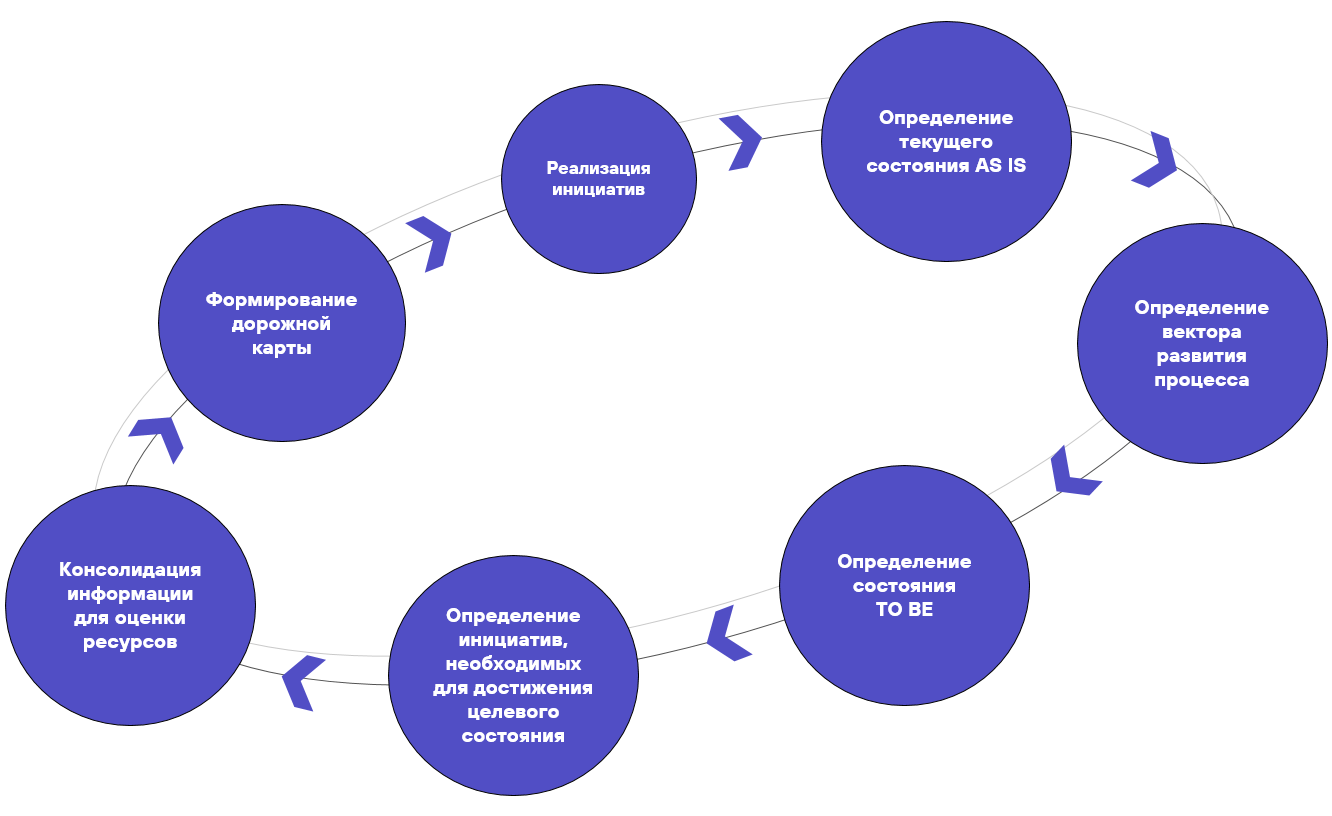 Определение
текущего
состояния AS IS
Реализация
инициатив
Определение
вектора
развития
процесса
Формирование
дорожной
карты
Определение
состояния
TO BE
Консолидация
информации
для оценки
ресурсов
Определение
инициатив,
необходимых
для достижения
целевого
состояния